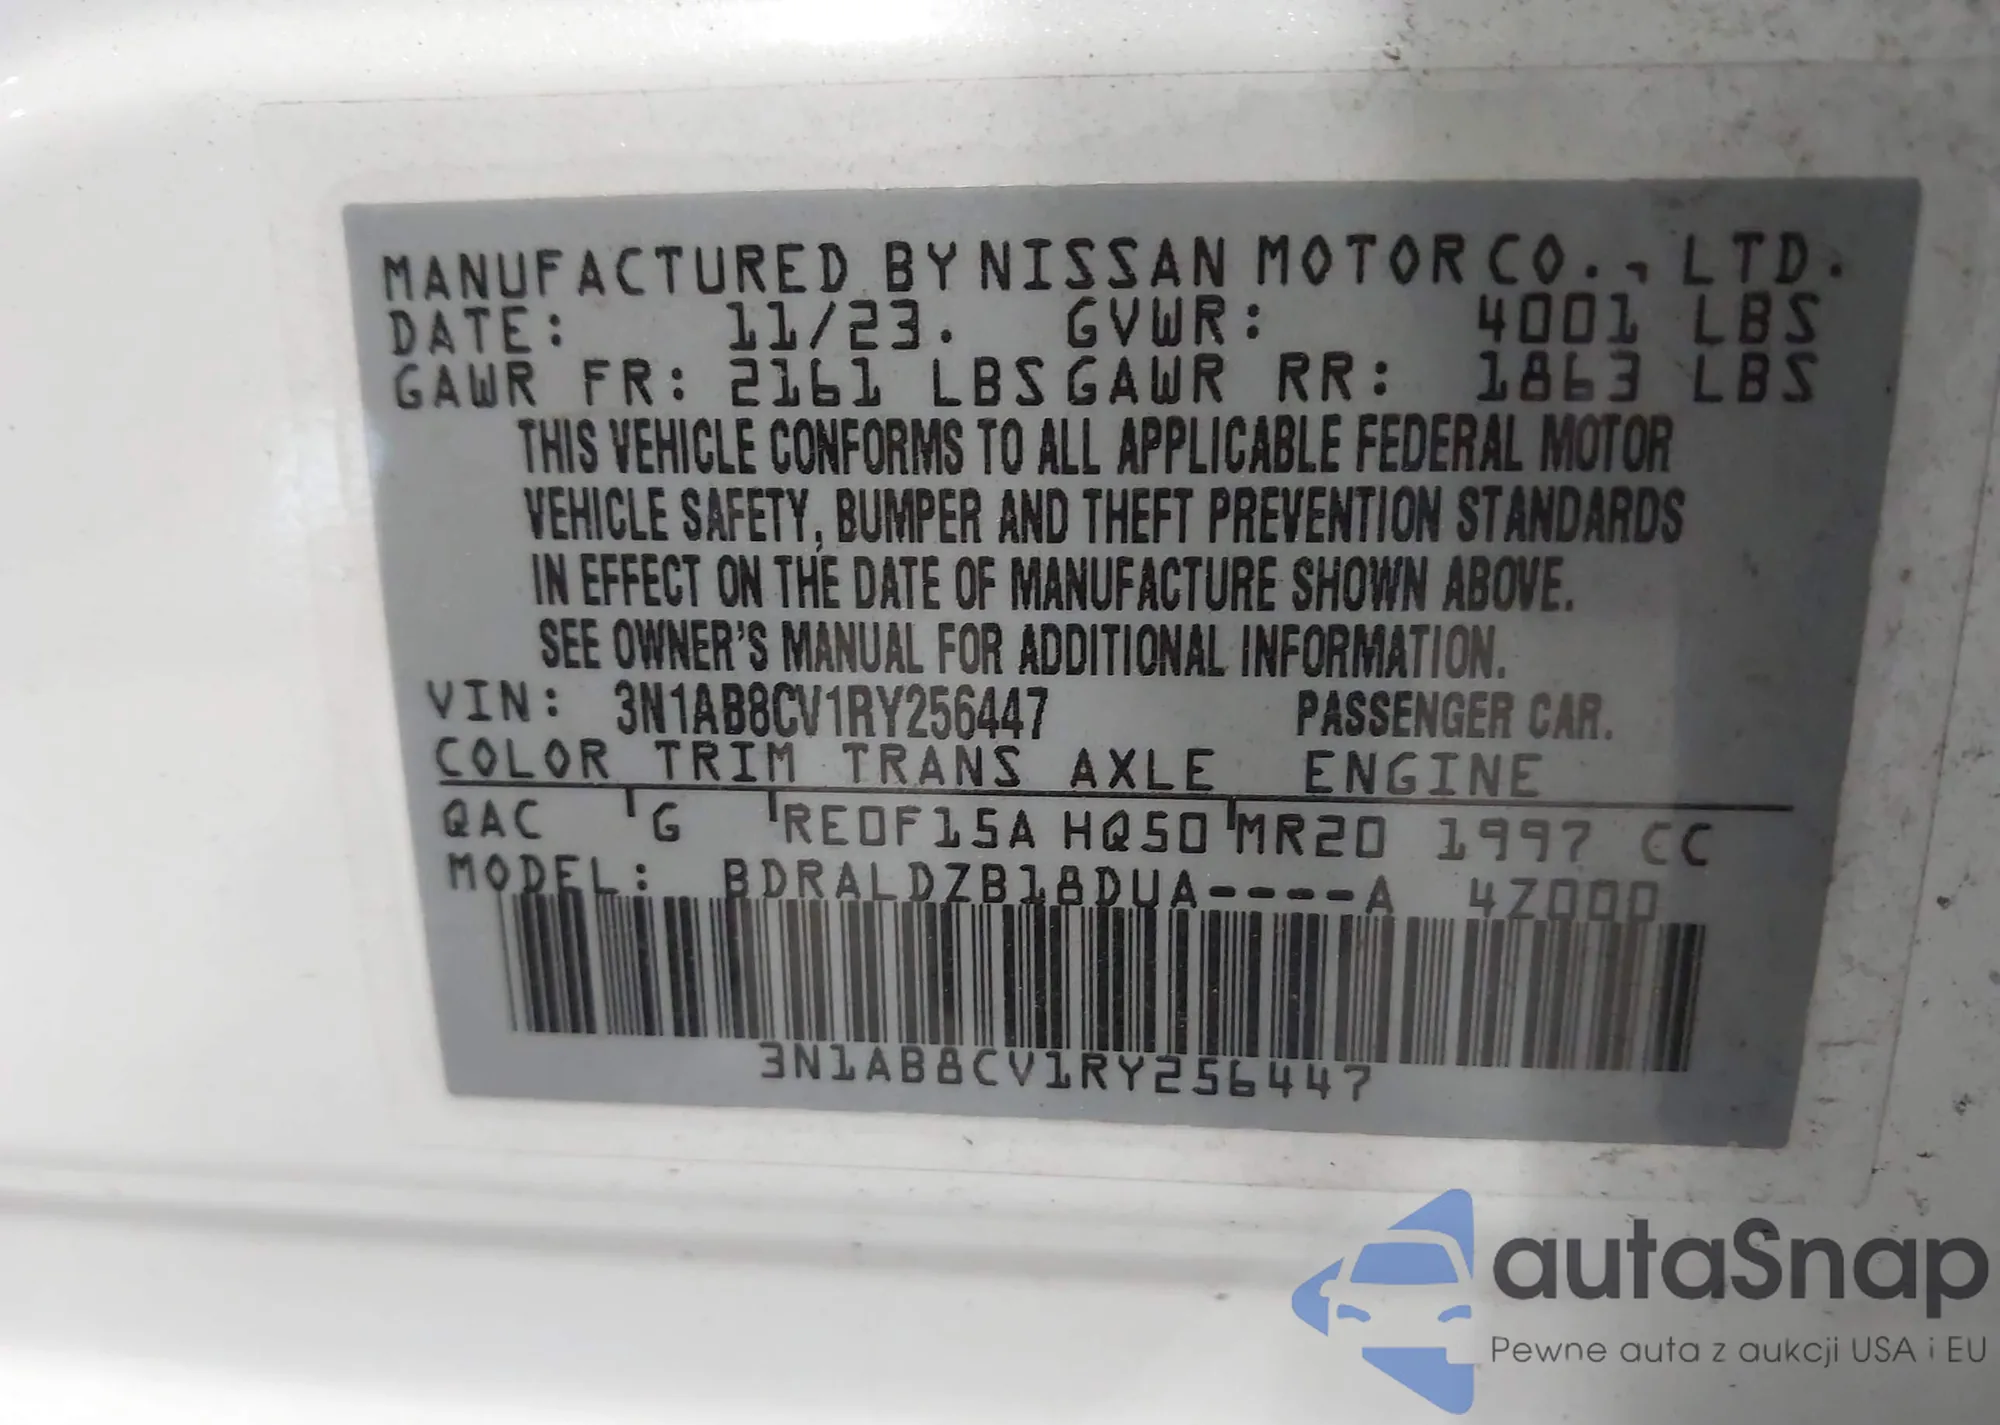 MANUFACTURED BY NISSAN MOTOR CO., LTD.
DATE: 11/23. GVWR: 4001 LBS
GAWR FR: 2161 LBS GAWR RR: 1863 LBS
THIS VEHICLE CONFORMS TO ALL APPLICABLE FEDERAL MOTOR
VEHICLE SAFETY, BUMPER AND THEFT PREVENTION STANDARDS
IN EFFECT ON THE DATE OF MANUFACTURE SHOWN ABOVE.
SEE OWNER'S MANUAL FOR ADDITIONAL INFORMATION.
VIN: 3N1AB8CV1RY256447 PASSENGER CAR.
COLOR TRIM TRANS AXLE ENGINE
QAC G RE0F15A HQ50 MR20 1997 CC
MODEL: BDRALDZB18DUA----A 4Z000
3N1AB8CV1RY256447
autaSnap
Pewne auta z aukcji USA i EU